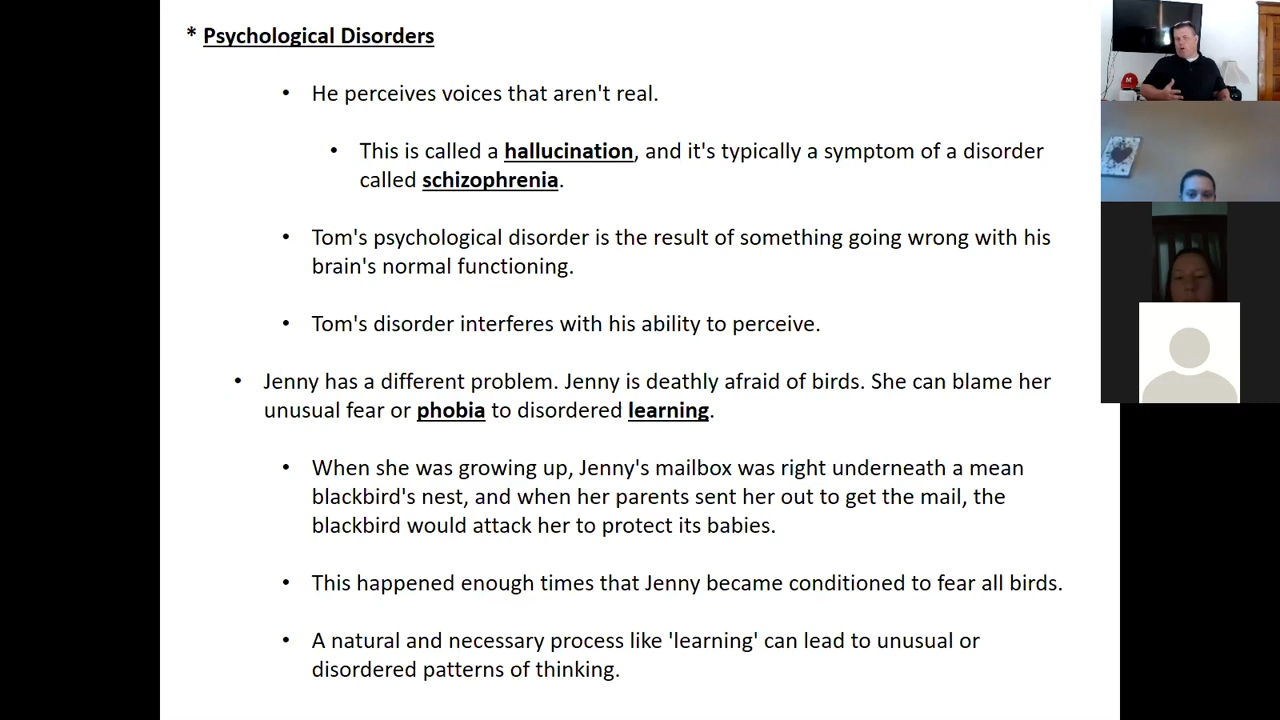 * Psychological Disorders
• He perceives voices that aren't real.
• This is called a hallucination, and it's typically a symptom of a disorder
called schizophrenia.
• Tom's psychological disorder is the result of something going wrong with his
brain's normal functioning.
• Tom's disorder interferes with his ability to perceive.
• Jenny has a different problem. Jenny is deathly afraid of birds. She can blame her
unusual fear or phobia to disordered learning.
• When she was growing up, Jenny's mailbox was right underneath a mean
blackbird's nest, and when her parents sent her out to get the mail, the
blackbird would attack her to protect its babies.
• This happened enough times that Jenny became conditioned to fear all birds.
• A natural and necessary process like 'learning' can lead to unusual or
disordered patterns of thinking.
M